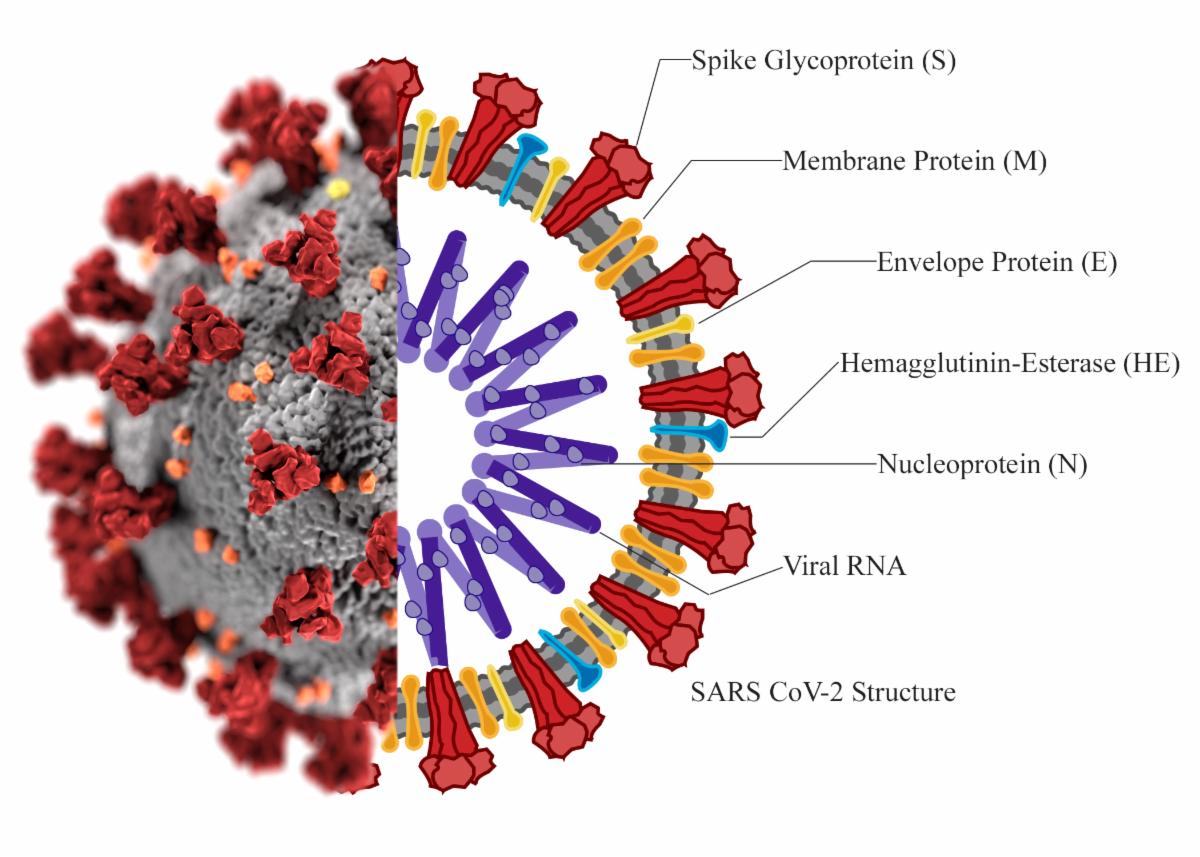 Spike Glycoprotein (S)
Membrane Protein (M)
Envelope Protein (E)
Hemagglutinin-Esterase (HE)
Nucleoprotein (N)
Viral RNA
SARS CoV-2 Structure